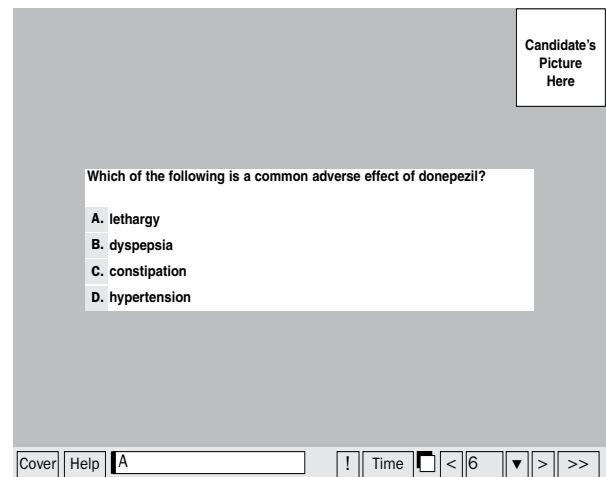 Candidate's
Picture
Here
Which of the following is a common adverse effect of donepezil?
A. lethargy
B. dyspepsia
C. constipation
D. hypertension
Cover Help A ! Time < 6 ▼ > >>